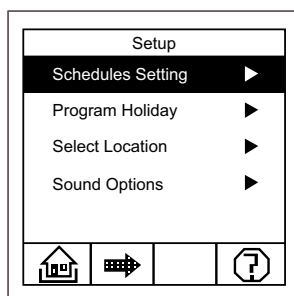 Setup
Schedules Setting
Program Holiday
Select Location
Sound Options
?